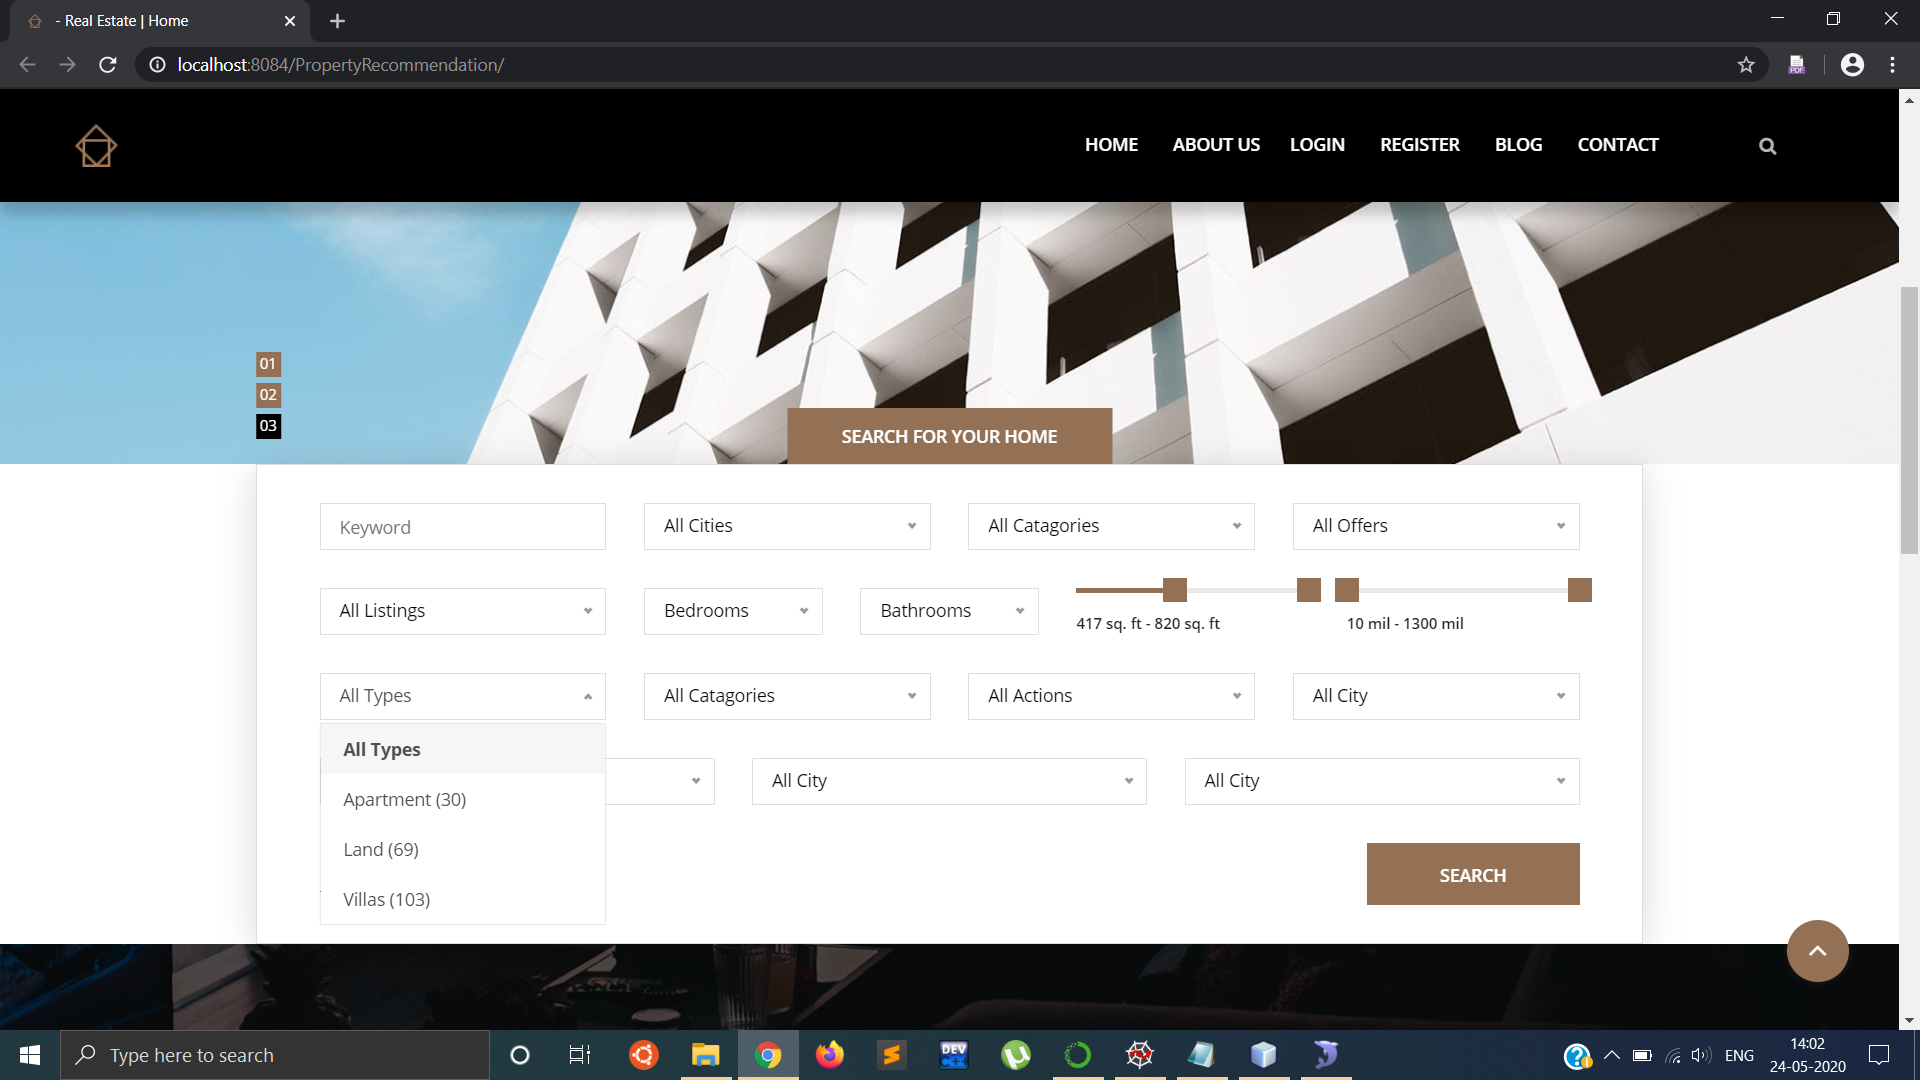 - Real Estate | Home
localhost:8084/PropertyRecommendation/
HOME ABOUT US LOGIN REGISTER BLOG CONTACT
01
02
03
SEARCH FOR YOUR HOME
Keyword All Cities All Catagories All Offers
All Listings Bedrooms Bathrooms
417 sq. ft - 820 sq. ft 10 mil - 1300 mil
All Types All Catagories All Actions All City
All Types
Apartment (30)
Land (69)
Villas (103)
All City All City
SEARCH
Type here to search
DEV
C++
ENG
14:02
24-05-2020
PDF